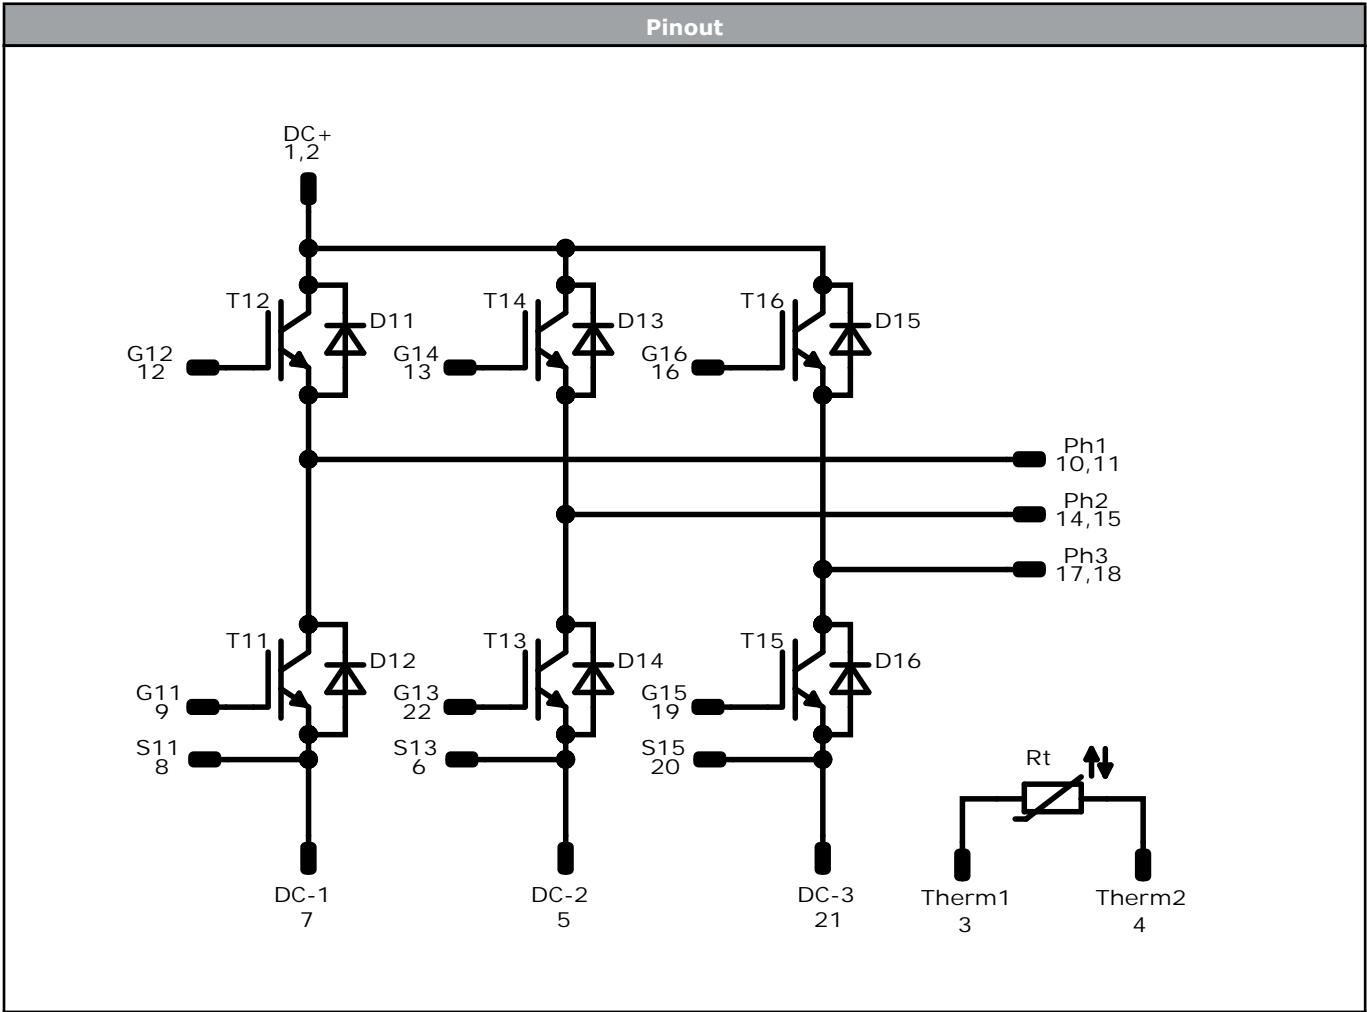 Pinout
DC+
1,2
T12
D11
T14
D13
T16
D15
G12
12
G14
13
G16
16
Ph1
10,11
Ph2
14,15
Ph3
17,18
T11
D12
T13
D14
T15
D16
G11
9
G13
22
G15
19
S11
8
S13
6
S15
20
Rt
DC-1
7
DC-2
5
DC-3
21
Therm1
3
Therm2
4